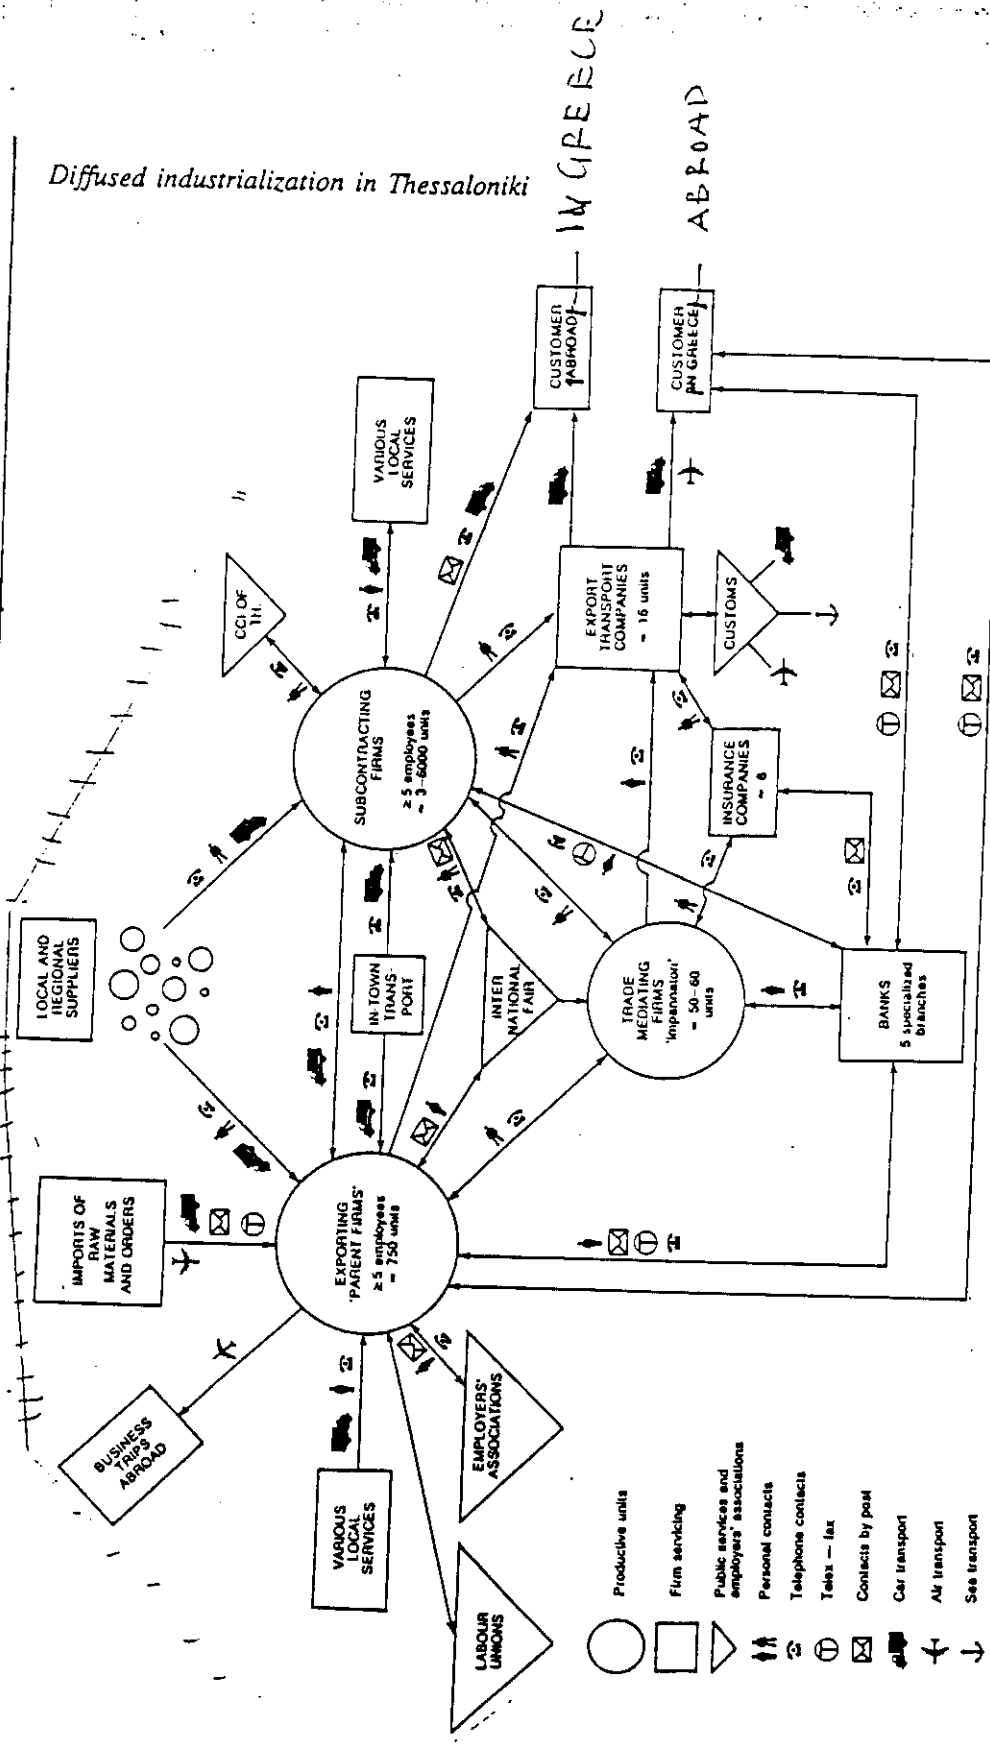 Diffused industrialization in Thessaloniki
IN GREECE
ABROAD
CUSTOMER
ABROAD
CUSTOMER
IN GREECE
VARIOUS
LOCAL
SERVICES
CCI OF
TH.
SUBCONTRACTING
FIRMS
≥ 5 employees
~ 3–6000 units
EXPORT
TRANSPORT
COMPANIES
~ 16 units
CUSTOMS
INSURANCE
COMPANIES
~ 6
LOCAL AND
REGIONAL
SUPPLIERS
IN-TOWN
TRANS-
PORT
INTER
NATIONAL
FAIR
TRADE
MEDIATING
FIRMS
~ 50–60
units
BANKS
5 specialized
branches
IMPORTS OF
RAW
MATERIALS
AND ORDERS
EXPORTING
'PARENT FIRMS'
≥ 5 employees
~ 750 units
BUSINESS
TRIPS
ABROAD
VARIOUS
LOCAL
SERVICES
EMPLOYERS'
ASSOCIATIONS
LABOUR
UNIONS
Productive units
Firm servicing
Public services and
employers' associations
Personal contacts
Telephone contacts
Telex – fax
Contacts by post
Car transport
Air transport
Sea transport